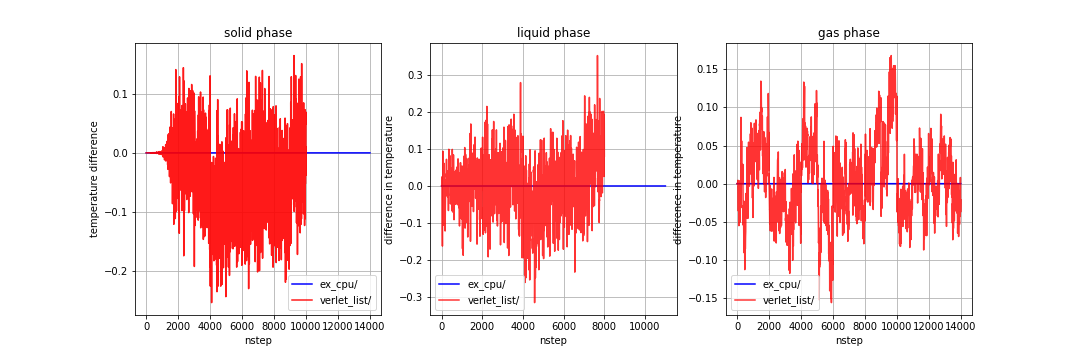 solid phase
temperature difference
0.1
0.0
−0.1
−0.2
0 2000 4000 6000 8000 10000 12000 14000
nstep
ex_cpu/
verlet_list/
liquid phase
difference in temperature
0.3
0.2
0.1
0.0
−0.1
−0.2
−0.3
0 2000 4000 6000 8000 10000
nstep
ex_cpu/
verlet_list/
gas phase
difference in temperature
0.15
0.10
0.05
0.00
−0.05
−0.10
−0.15
0 2000 4000 6000 8000 10000 12000 14000
nstep
ex_cpu/
verlet_list/